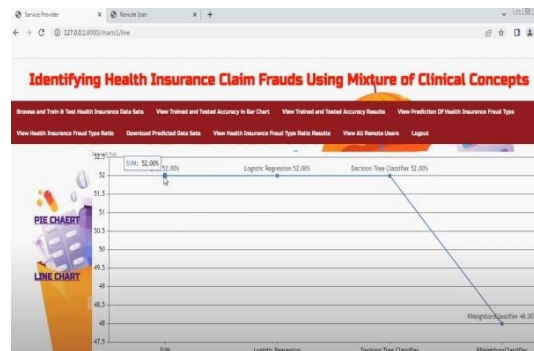 Service Provider
Remote User
127.0.0.1:8000/charts1/line
Identifying Health Insurance Claim Frauds Using Mixture of Clinical Concepts
Browse and Train & Test Health Insurance Data Sets View Trained and Tested Accuracy in Bar Chart View Trained and Tested Accuracy Results View Prediction Of Health Insurance Fraud Type
View Health Insurance Fraud Type Ratio Download Predicted Data Sets View Health Insurance Fraud Type Ratio Results View All Remote Users Logout
52.5
SVM: 52.00%
52.00%
Logistic Regression 52.00%
Decision Tree Classifier 52.00%
52
51.5
51
PIE CHAERT
50.5
50
49.5
LINE CHART
49
48.5
KNeighborsClassifier 48.00%
48
47.5
SVM
Logistic Regression
Decision Tree Classifier
KNeighborsClassifier